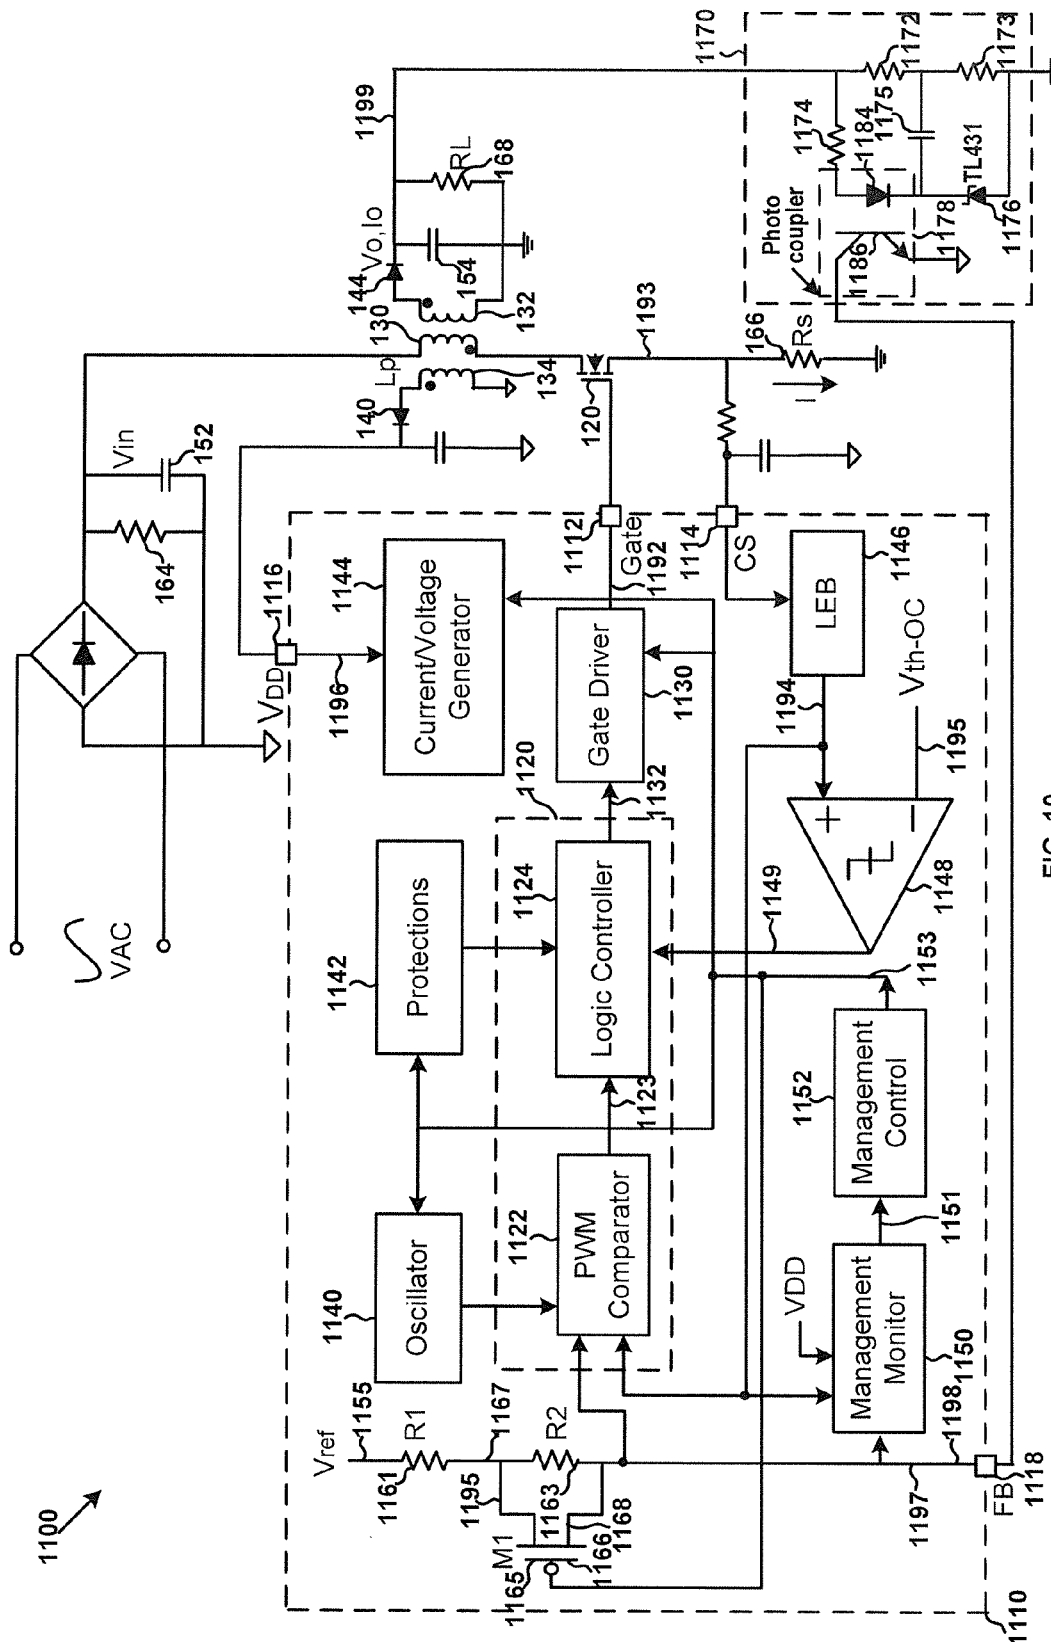 1100
VAC
Vin
152
164
1116
VDD
1196
Lp
130
140
134
132
144
Vo,Io
154
RL
168
1199
1110
Vref
1155
R1
1161
1167
1195
R2
1163
M1
1165
1166
1168
1140
Oscillator
1142
Protections
1144
Current/Voltage
Generator
1120
1122
PWM
Comparator
1123
1124
Logic Controller
1132
Gate Driver
1130
1192
1112
Gate
120
1193
1114
CS
166
Rs
I
1146
LEB
1194
Vth-OC
1195
+
−
1148
1149
1153
1152
Management
Control
1151
VDD
Management
Monitor
1150
1198
1197
FB
1118
1170
1172
1173
1174
1175
1184
TL431
1176
1178
1186
Photo
coupler
FIG. 10